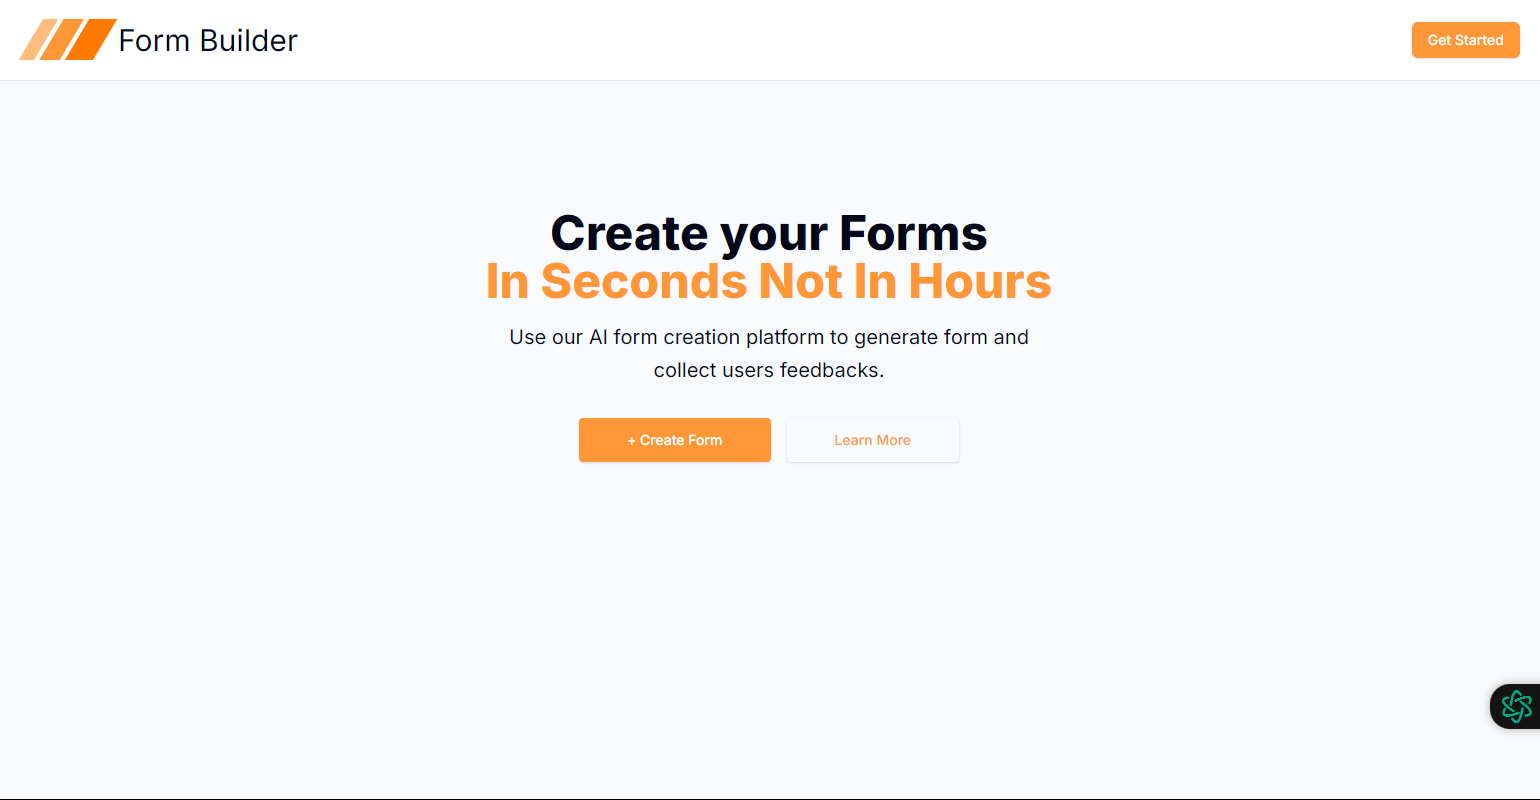 Form Builder
Get Started
Create your Forms
In Seconds Not In Hours
Use our AI form creation platform to generate form and
collect users feedbacks.
+ Create Form
Learn More